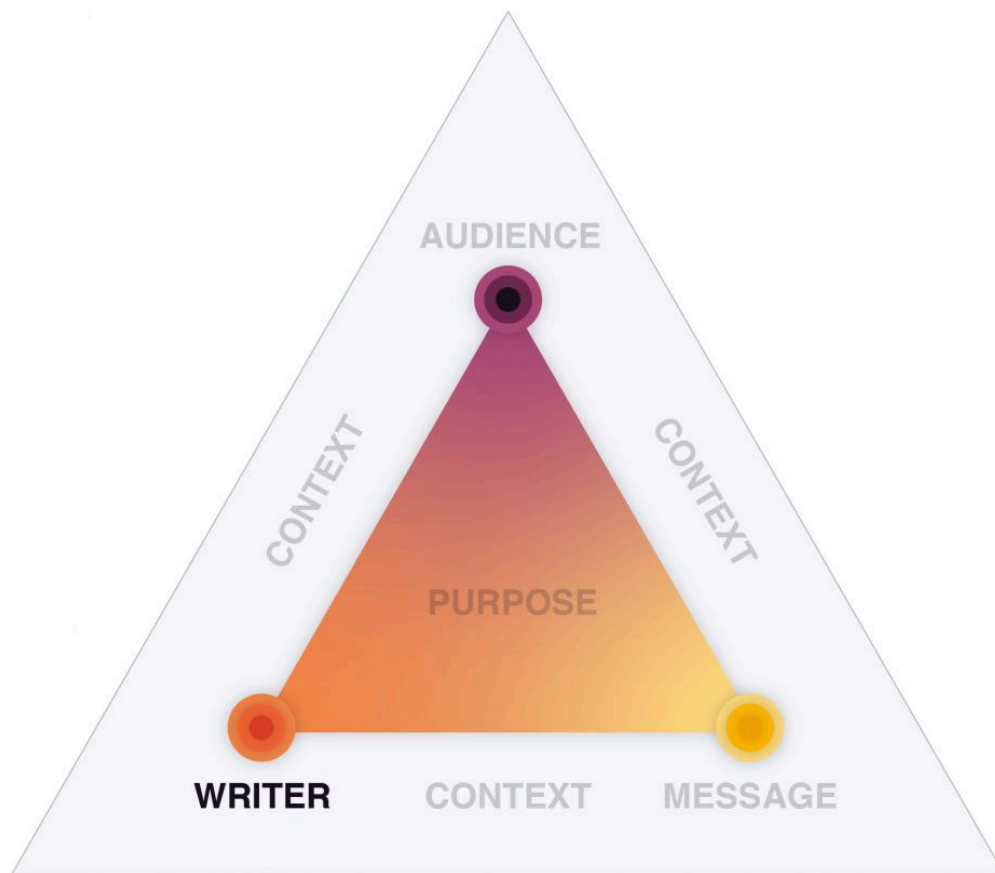 AUDIENCE
CONTEXT
CONTEXT
PURPOSE
WRITER
CONTEXT
MESSAGE